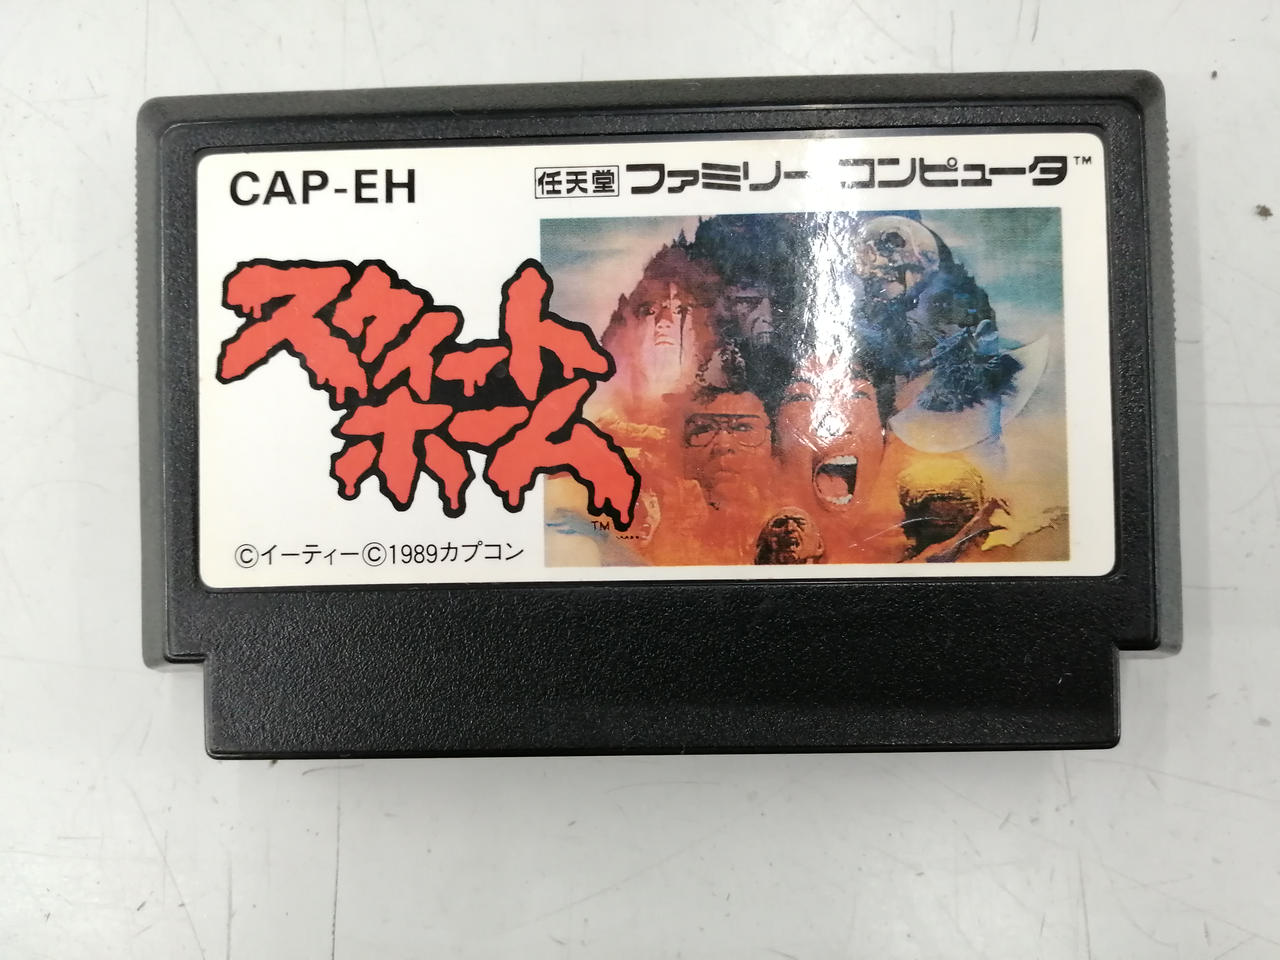 CAP-EH
任天堂 ファミリーコンピュータ™
スウィート
ホーム
TM
©イーティー©1989カプコン